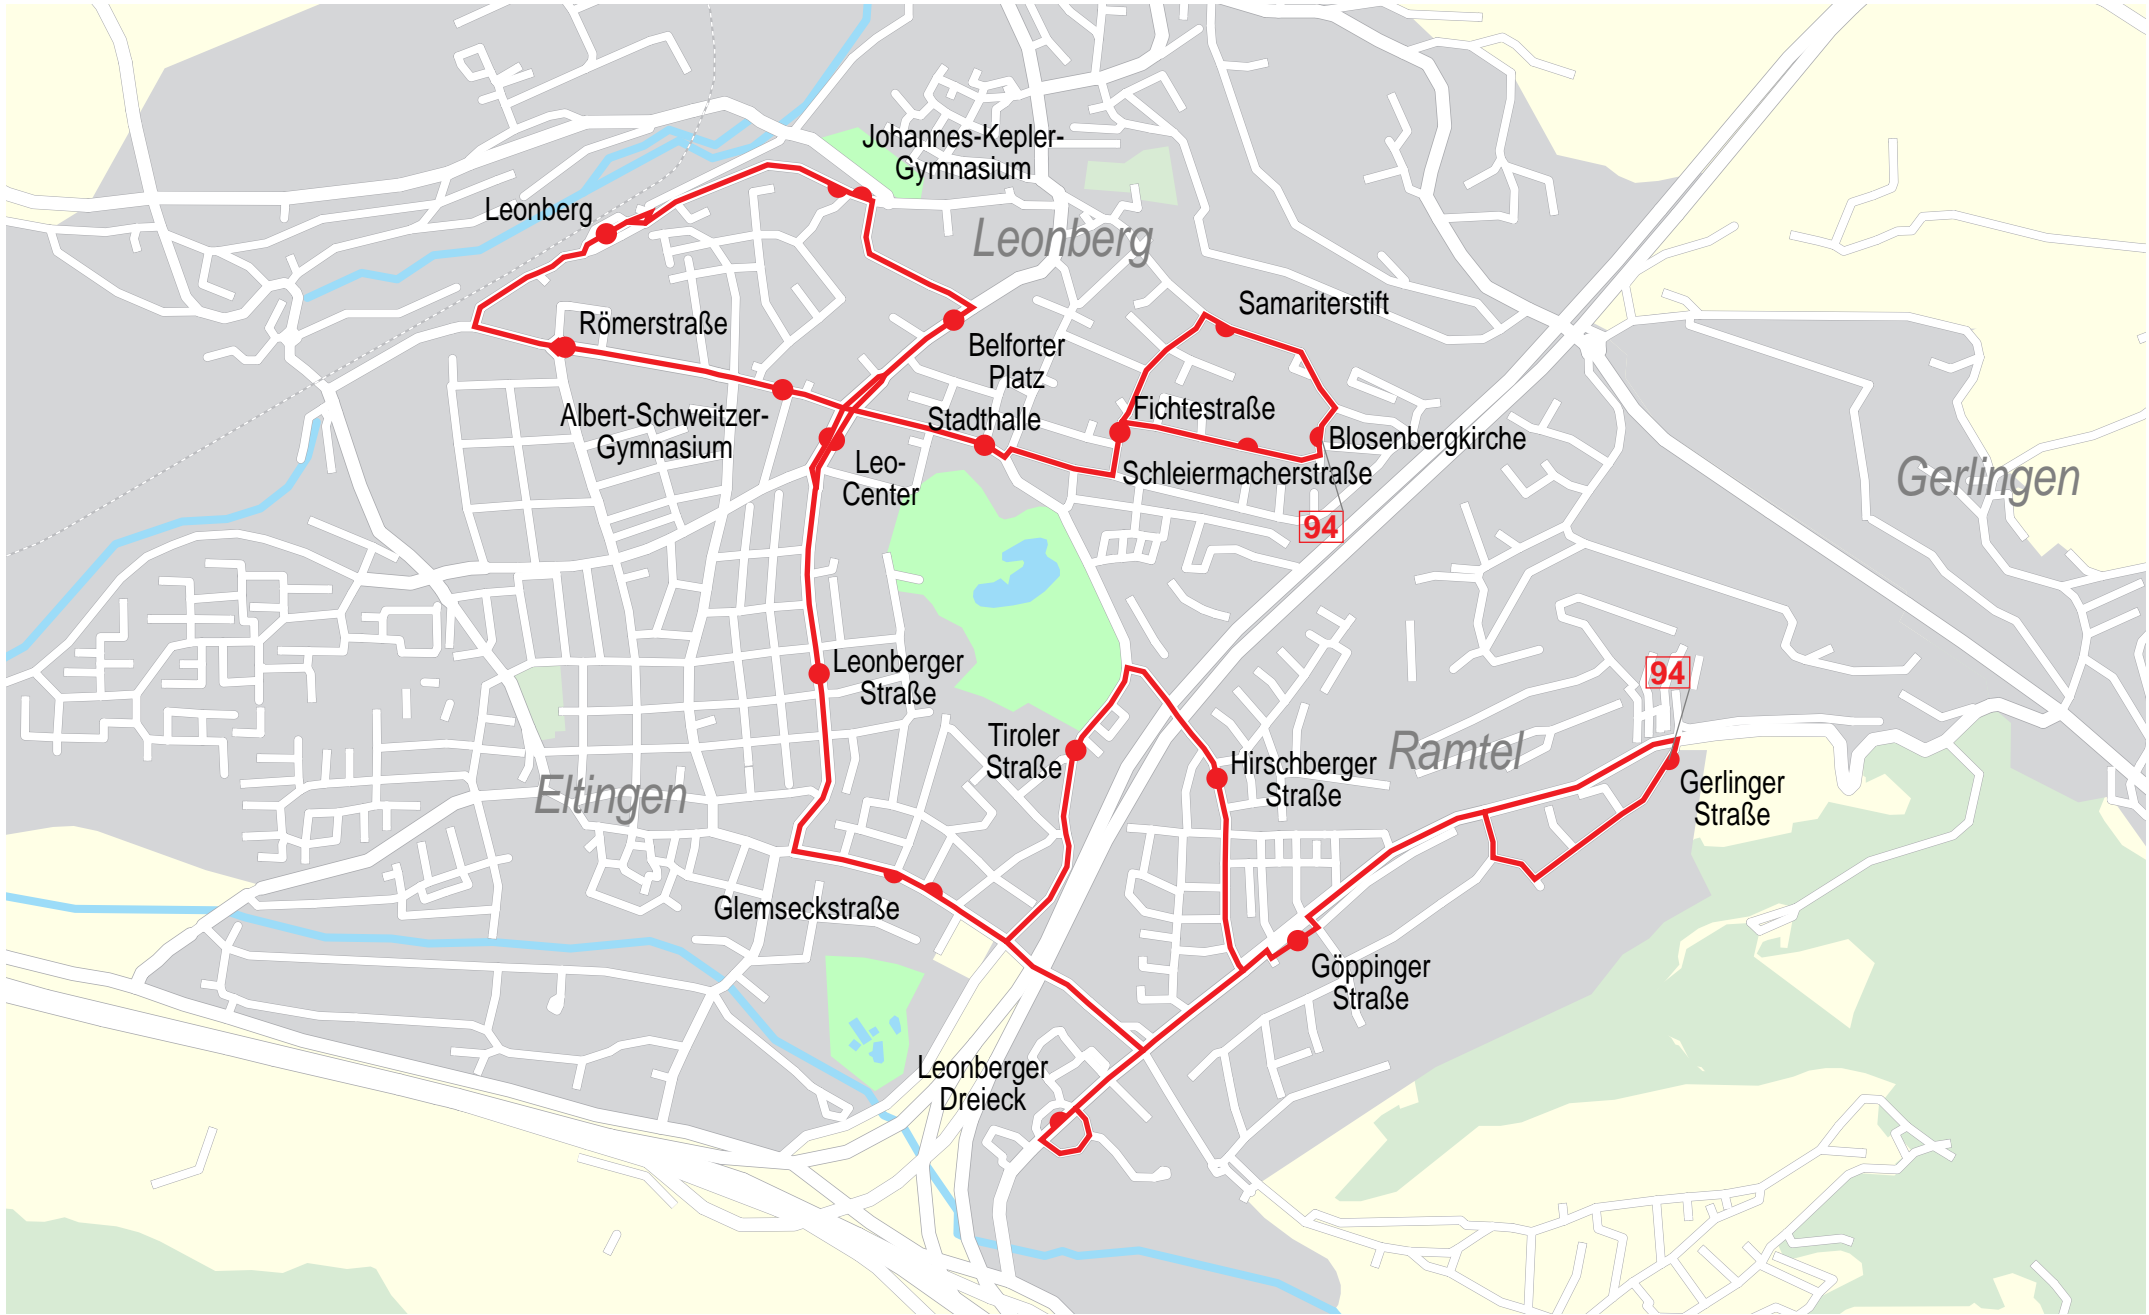 Johannes-Kepler-
Gymnasium
Leonberg
Leonberg
Samariterstift
Römerstraße
Belforter
Platz
Albert-Schweitzer-
Gymnasium
Stadthalle
Fichtestraße
Blosenbergkirche
Leo-
Center
Schleiermacherstraße
Gerlingen
94
Leonberger
Straße
94
Tiroler
Straße
Hirschberger
Straße
Ramtel
Eltingen
Gerlinger
Straße
Glemseckstraße
Göppinger
Straße
Leonberger
Dreieck